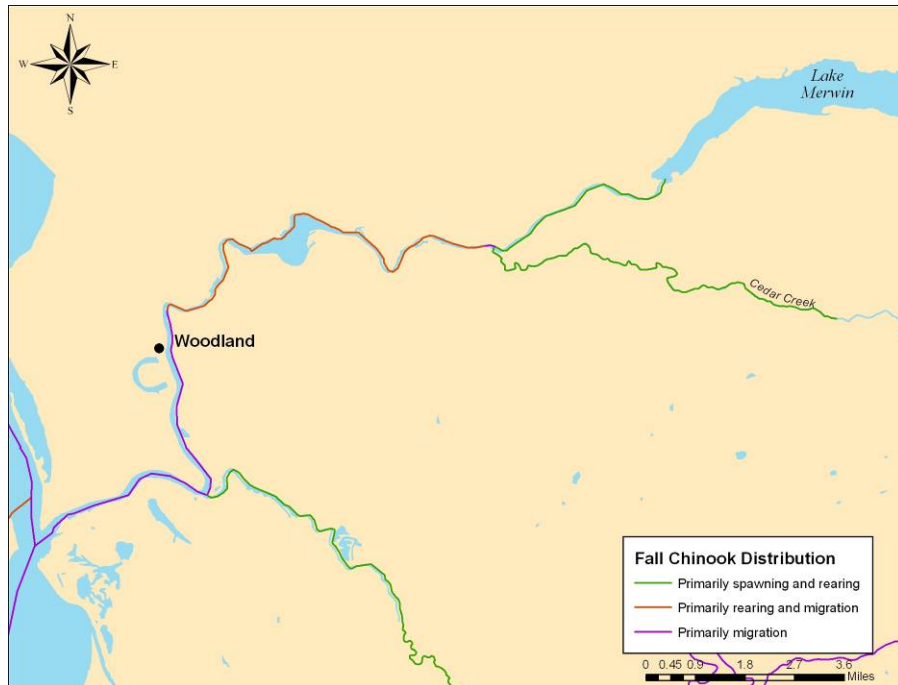 N
W E
S
Lake
Merwin
Cedar Creek
Woodland
Fall Chinook Distribution
Primarily spawning and rearing
Primarily rearing and migration
Primarily migration
0 0.45 0.9 1.8 2.7 3.6
Miles